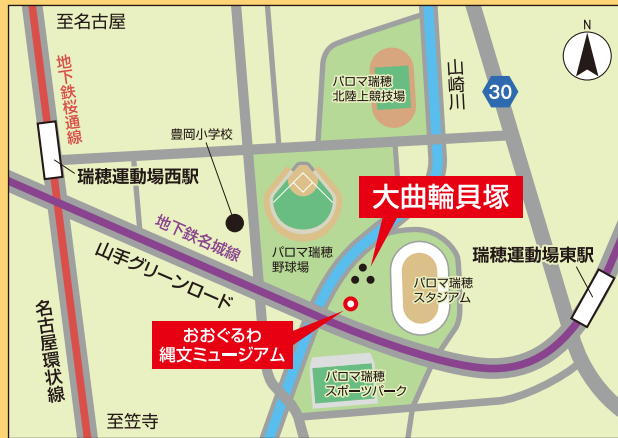 至名古屋
地下鉄桜通線
パロマ瑞穂
北陸上競技場
山崎川
N
30
豊岡小学校
瑞穂運動場西駅
大曲輪貝塚
地下鉄名城線
山手グリーンロード
パロマ瑞穂
野球場
瑞穂運動場東駅
パロマ瑞穂
スタジアム
名古屋環状線
おおぐるわ
縄文ミュージアム
パロマ瑞穂
スポーツパーク
至笠寺